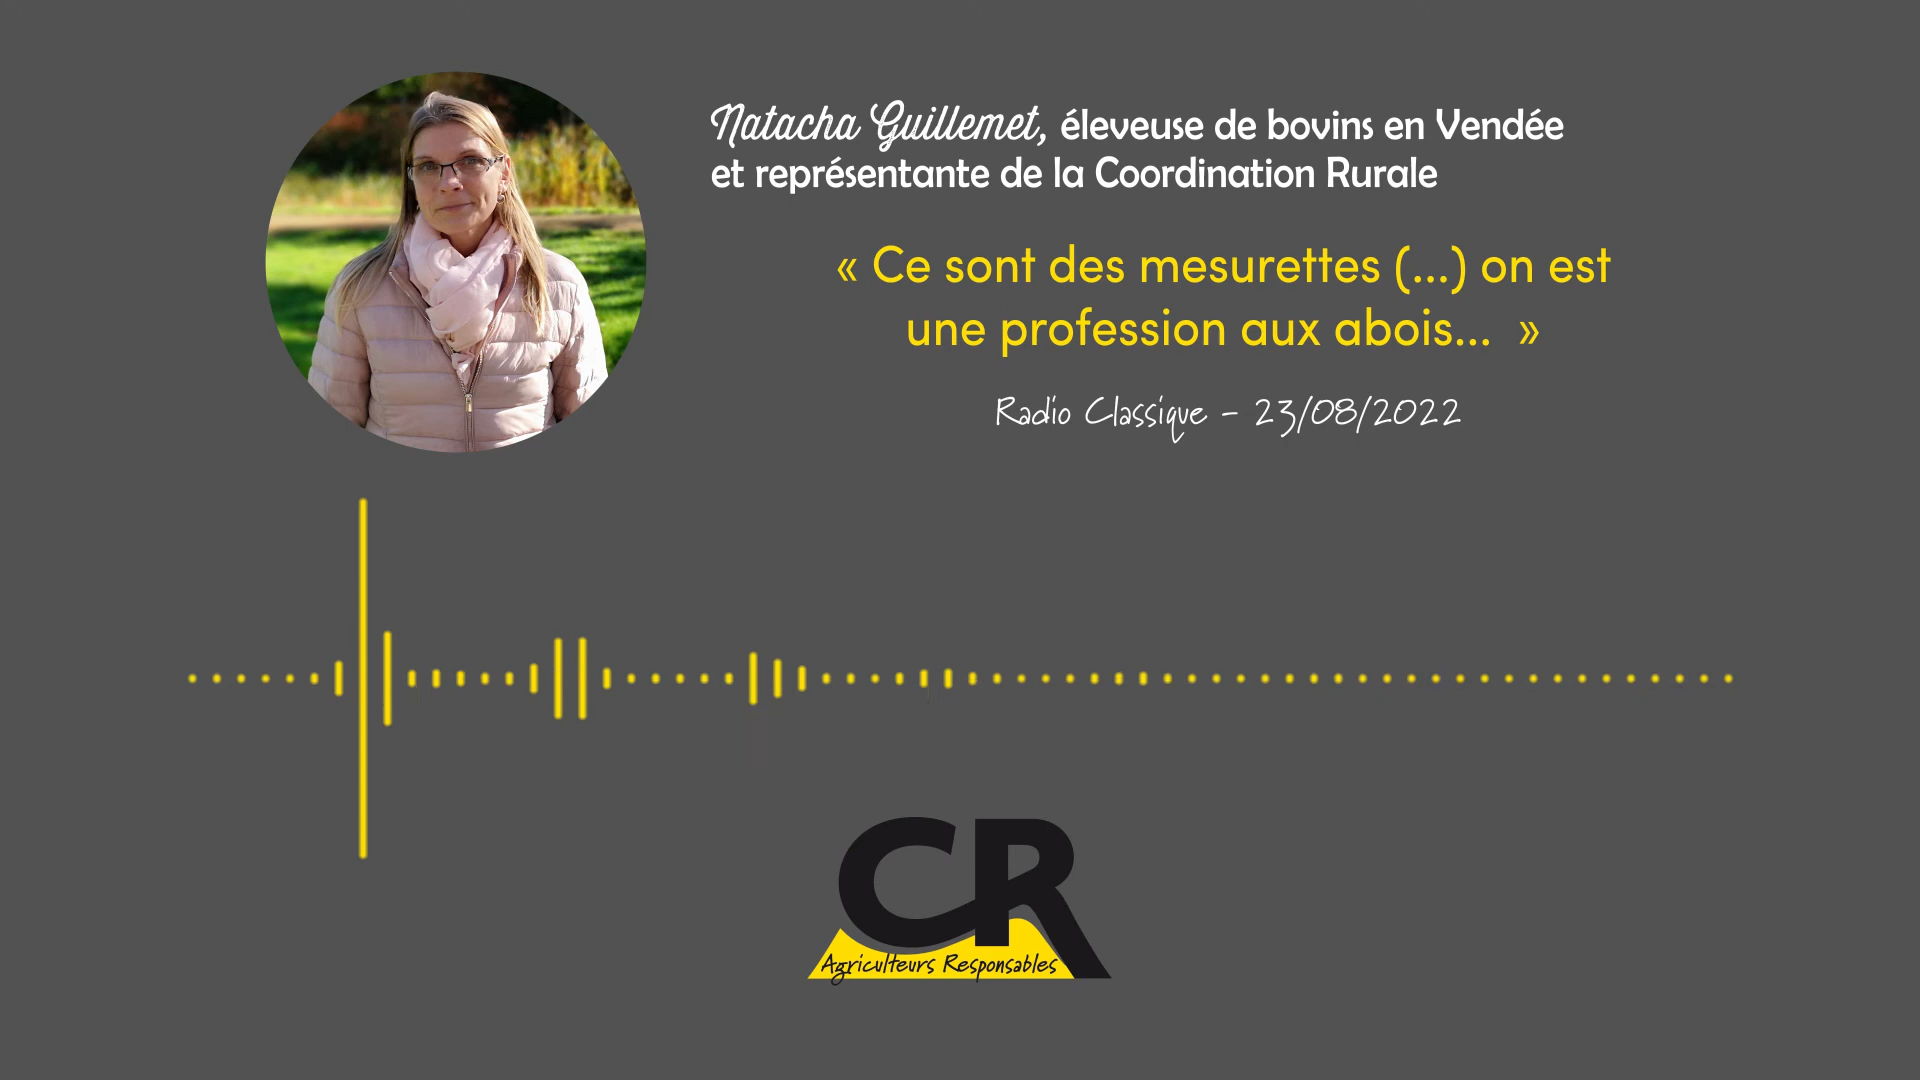 Natacha Guillemet, éleveuse de bovins en Vendée
et représentante de la Coordination Rurale
« Ce sont des mesurettes (...) on est
une profession aux abois... »
Radio Classique - 23/08/2022
CR
Agriculteurs Responsables